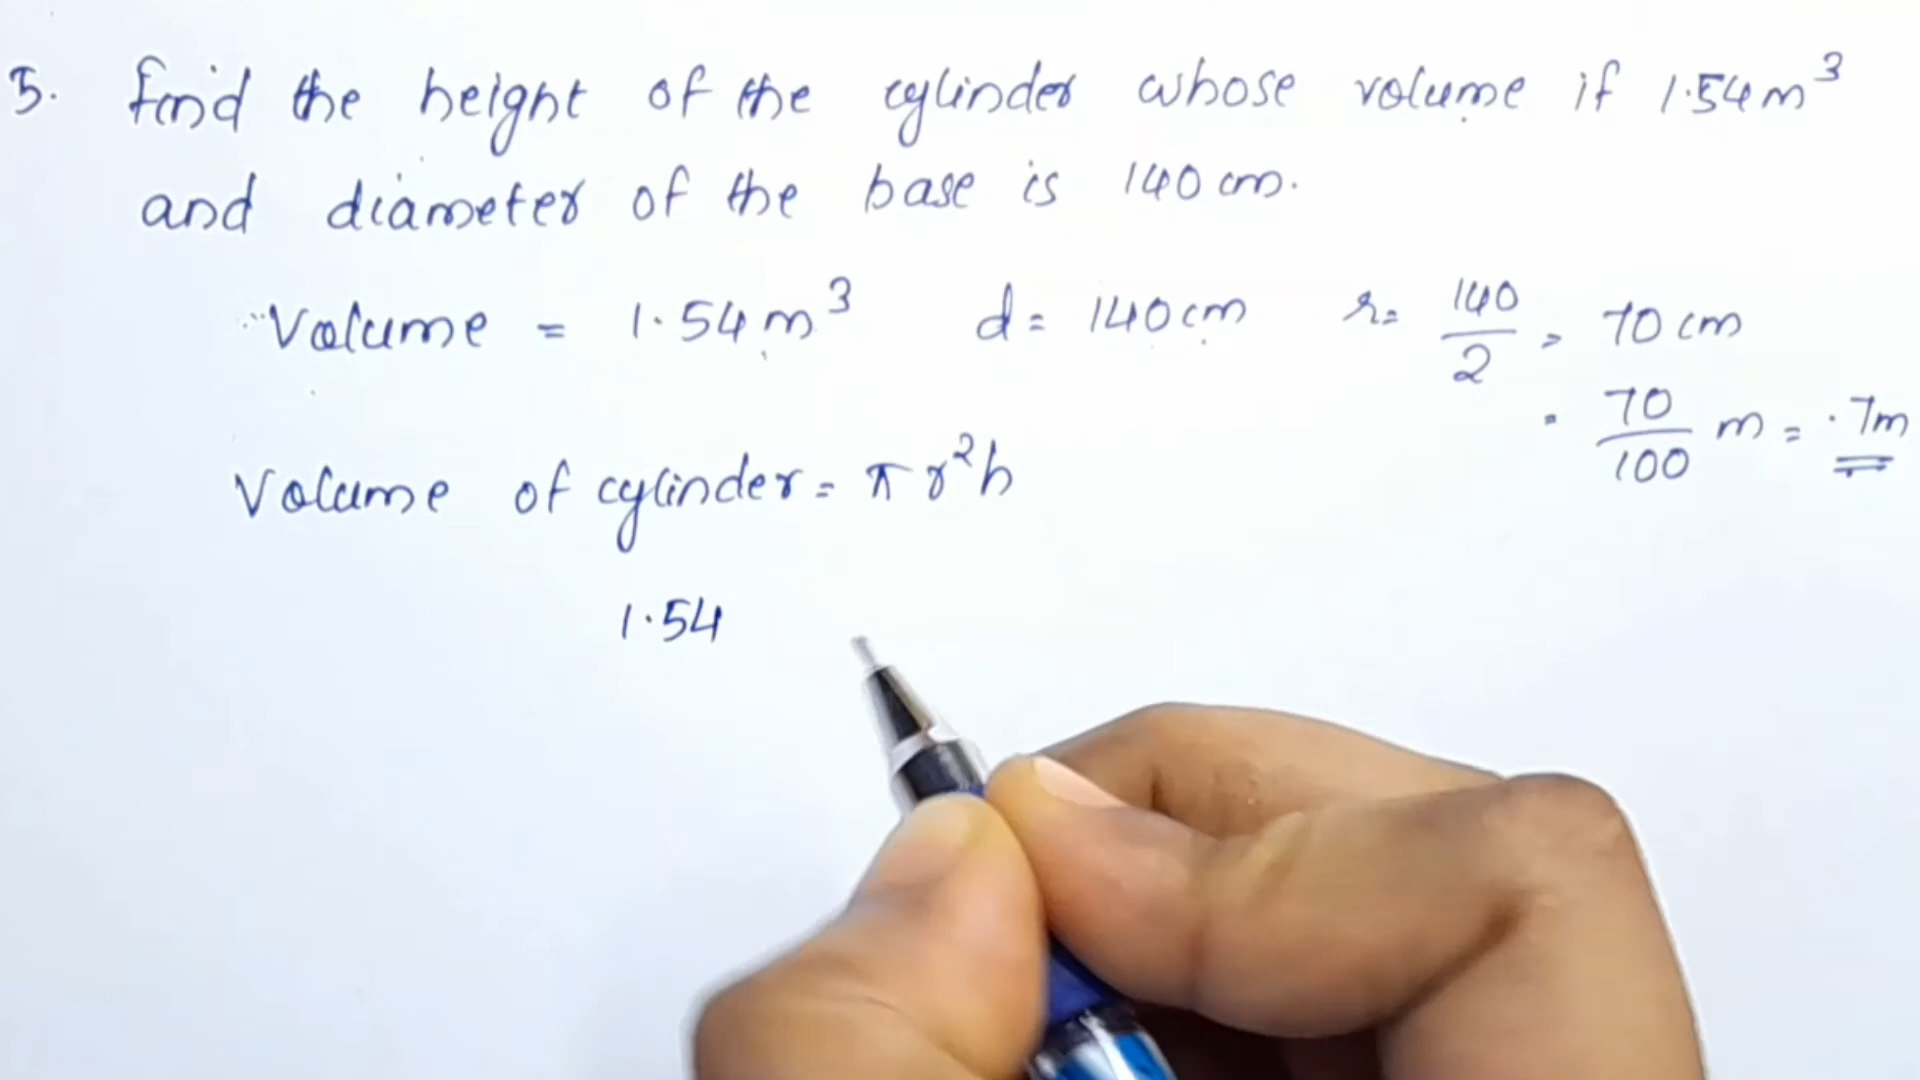 5. Find the height of the cylinder whose volume if 1.54 m³
and diameter of the base is 140 cm.
Volume = 1.54 m³ d = 140 cm r = 140/2 = 70 cm
= 70/100 m = .7m
Volume of cylinder = πr²h
1.54